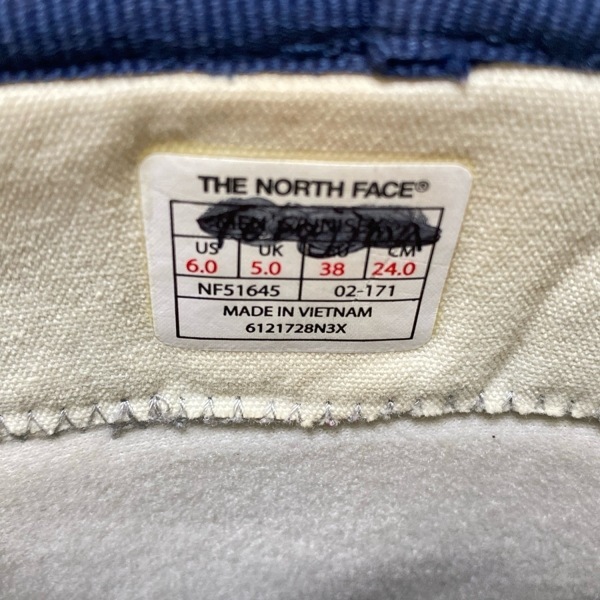 THE NORTH FACE®
US UK EU CM
6.0 5.0 38 24.0
NF51645 02-171
MADE IN VIETNAM
6121728N3X